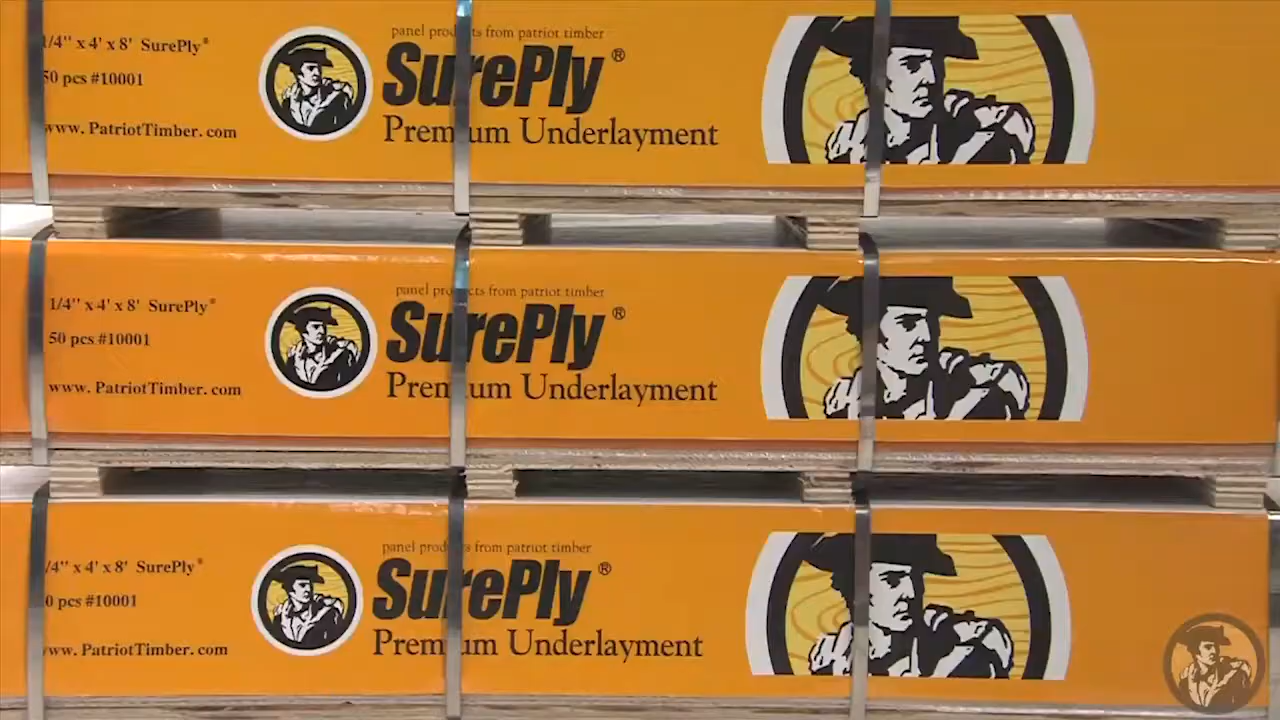 1/4" x 4' x 8' SurePly®
50 pcs #10001
www. PatriotTimber. com
panel products from patriot timber
SurePly®
Premium Underlayment
1/4" x 4' x 8' SurePly®
50 pcs #10001
www. PatriotTimber. com
panel products from patriot timber
SurePly®
Premium Underlayment
/4" x 4' x 8' SurePly®
0 pcs #10001
www. PatriotTimber. com
panel products from patriot timber
SurePly®
Premium Underlayment